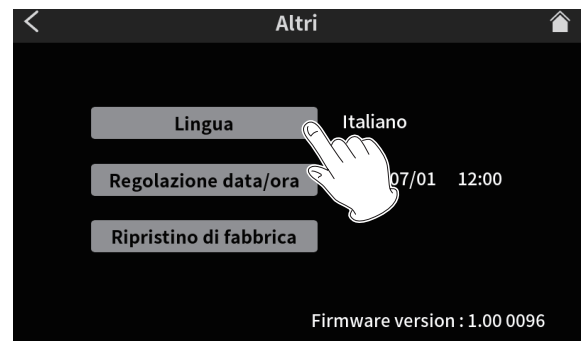 Altri
Lingua Italiano
Regolazione data/ora 07/01 12:00
Ripristino di fabbrica
Firmware version : 1.00 0096